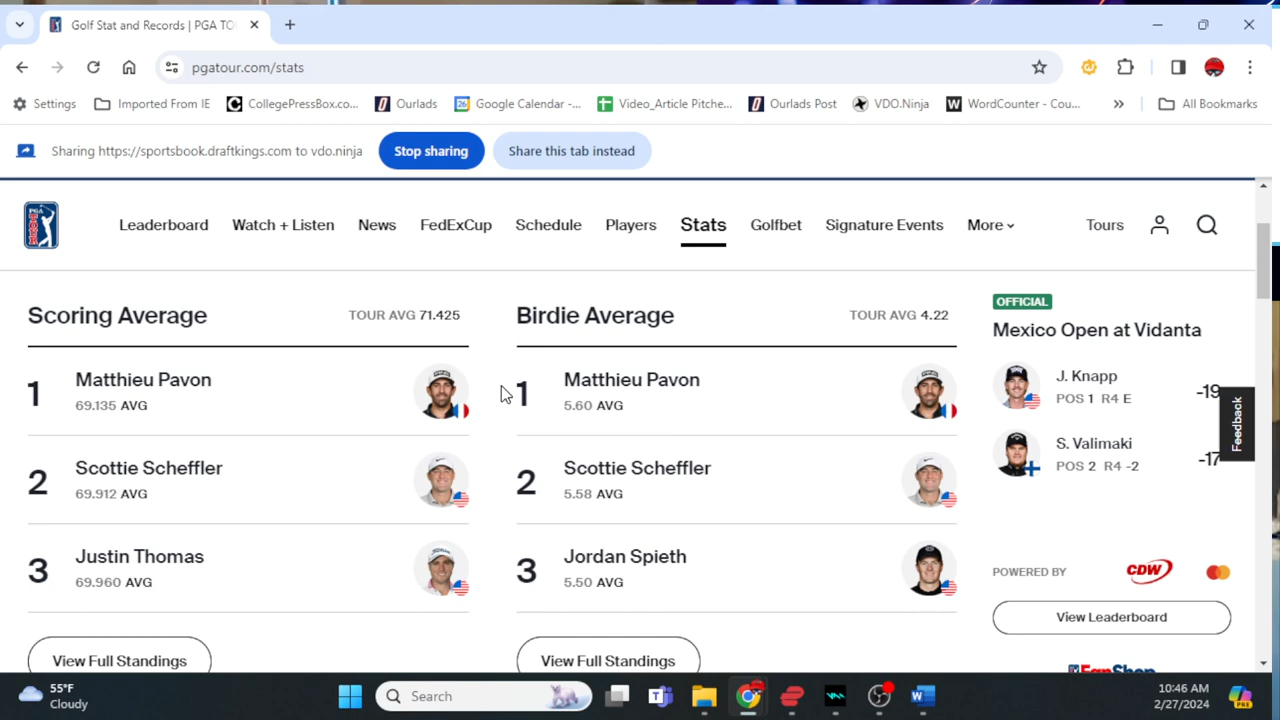 Golf Stat and Records | PGA TO
pgatour.com/stats
Settings Imported From IE CollegePressBox.co... Ourlads Google Calendar -... Video_Article Pitche... Ourlads Post VDO.Ninja WordCounter - Cou... » All Bookmarks
Sharing https://sportsbook.draftkings.com to vdo.ninja Stop sharing Share this tab instead
PGA TOUR Leaderboard Watch + Listen News FedExCup Schedule Players Stats Golfbet Signature Events More Tours
Scoring Average TOUR AVG 71.425
1 Matthieu Pavon
69.135 AVG
2 Scottie Scheffler
69.912 AVG
3 Justin Thomas
69.960 AVG
View Full Standings
Birdie Average TOUR AVG 4.22
1 Matthieu Pavon
5.60 AVG
2 Scottie Scheffler
5.58 AVG
3 Jordan Spieth
5.50 AVG
View Full Standings
OFFICIAL
Mexico Open at Vidanta
J. Knapp
POS 1 R4 E -19
S. Valimaki
POS 2 R4 -2 -17
POWERED BY CDW
View Leaderboard
FanShop
Feedback
55°F
Cloudy
Search
10:46 AM
2/27/2024